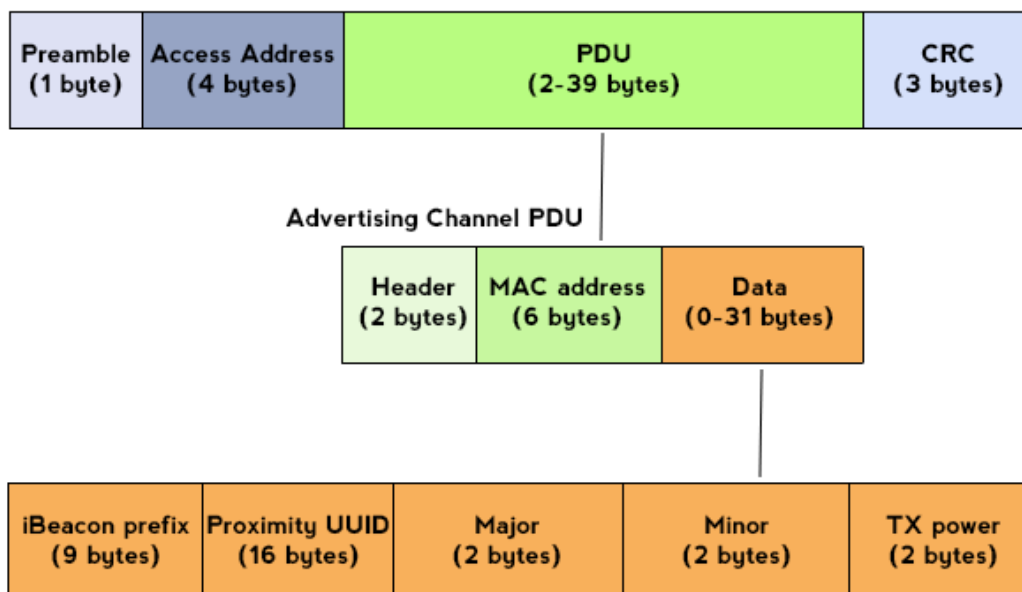 Preamble
(1 byte)
Access Address
(4 bytes)
PDU
(2-39 bytes)
CRC
(3 bytes)
Advertising Channel PDU
Header
(2 bytes)
MAC address
(6 bytes)
Data
(0-31 bytes)
iBeacon prefix
(9 bytes)
Proximity UUID
(16 bytes)
Major
(2 bytes)
Minor
(2 bytes)
TX power
(2 bytes)